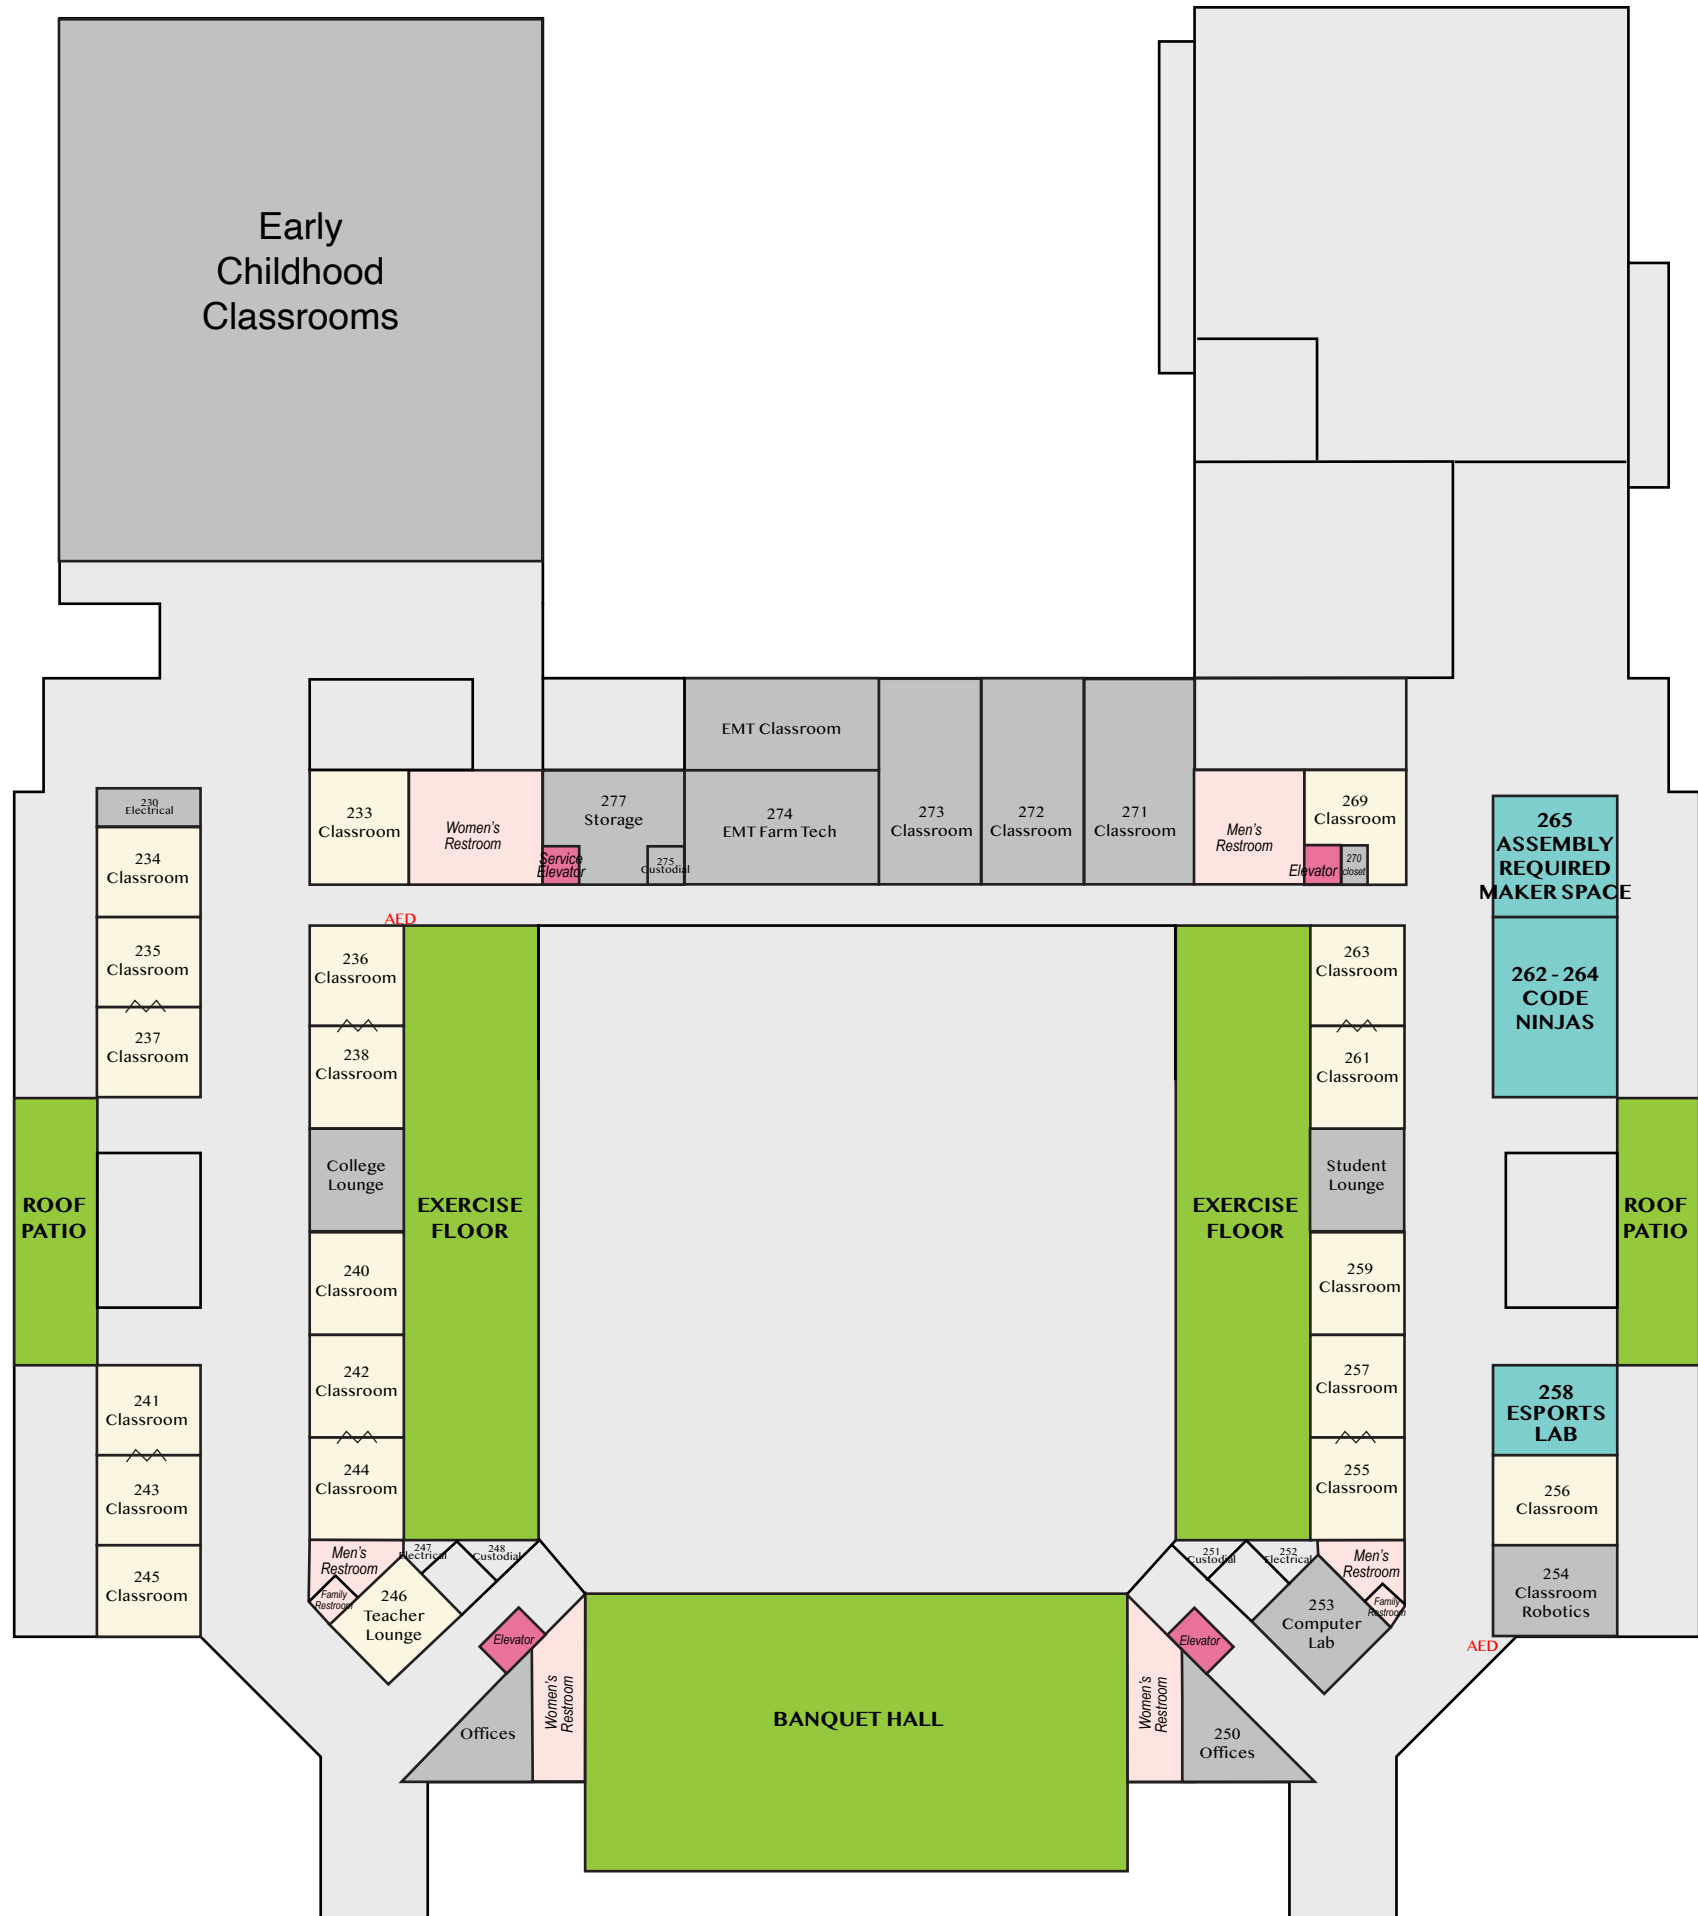 Early
Childhood
Classrooms
EMT Classroom
230
Electrical
233
Classroom
Women's
Restroom
277
Storage
Service
Elevator
275
Custodial
274
EMT Farm Tech
273
Classroom
272
Classroom
271
Classroom
Men's
Restroom
269
Classroom
Elevator
270
closet
265
ASSEMBLY
REQUIRED
MAKER SPACE
234
Classroom
AED
235
Classroom
236
Classroom
263
Classroom
262 - 264
CODE
NINJAS
237
Classroom
238
Classroom
261
Classroom
College
Lounge
Student
Lounge
ROOF
PATIO
EXERCISE
FLOOR
EXERCISE
FLOOR
ROOF
PATIO
240
Classroom
259
Classroom
241
Classroom
242
Classroom
257
Classroom
258
ESPORTS
LAB
243
Classroom
244
Classroom
255
Classroom
256
Classroom
245
Classroom
Men's
Restroom
Family
Restroom
247
Electrical
248
Custodial
246
Teacher
Lounge
251
Custodial
252
Electrical
253
Computer
Lab
Men's
Restroom
Family
Restroom
254
Classroom
Robotics
Elevator
Elevator
AED
Offices
Women's
Restroom
BANQUET HALL
Women's
Restroom
250
Offices